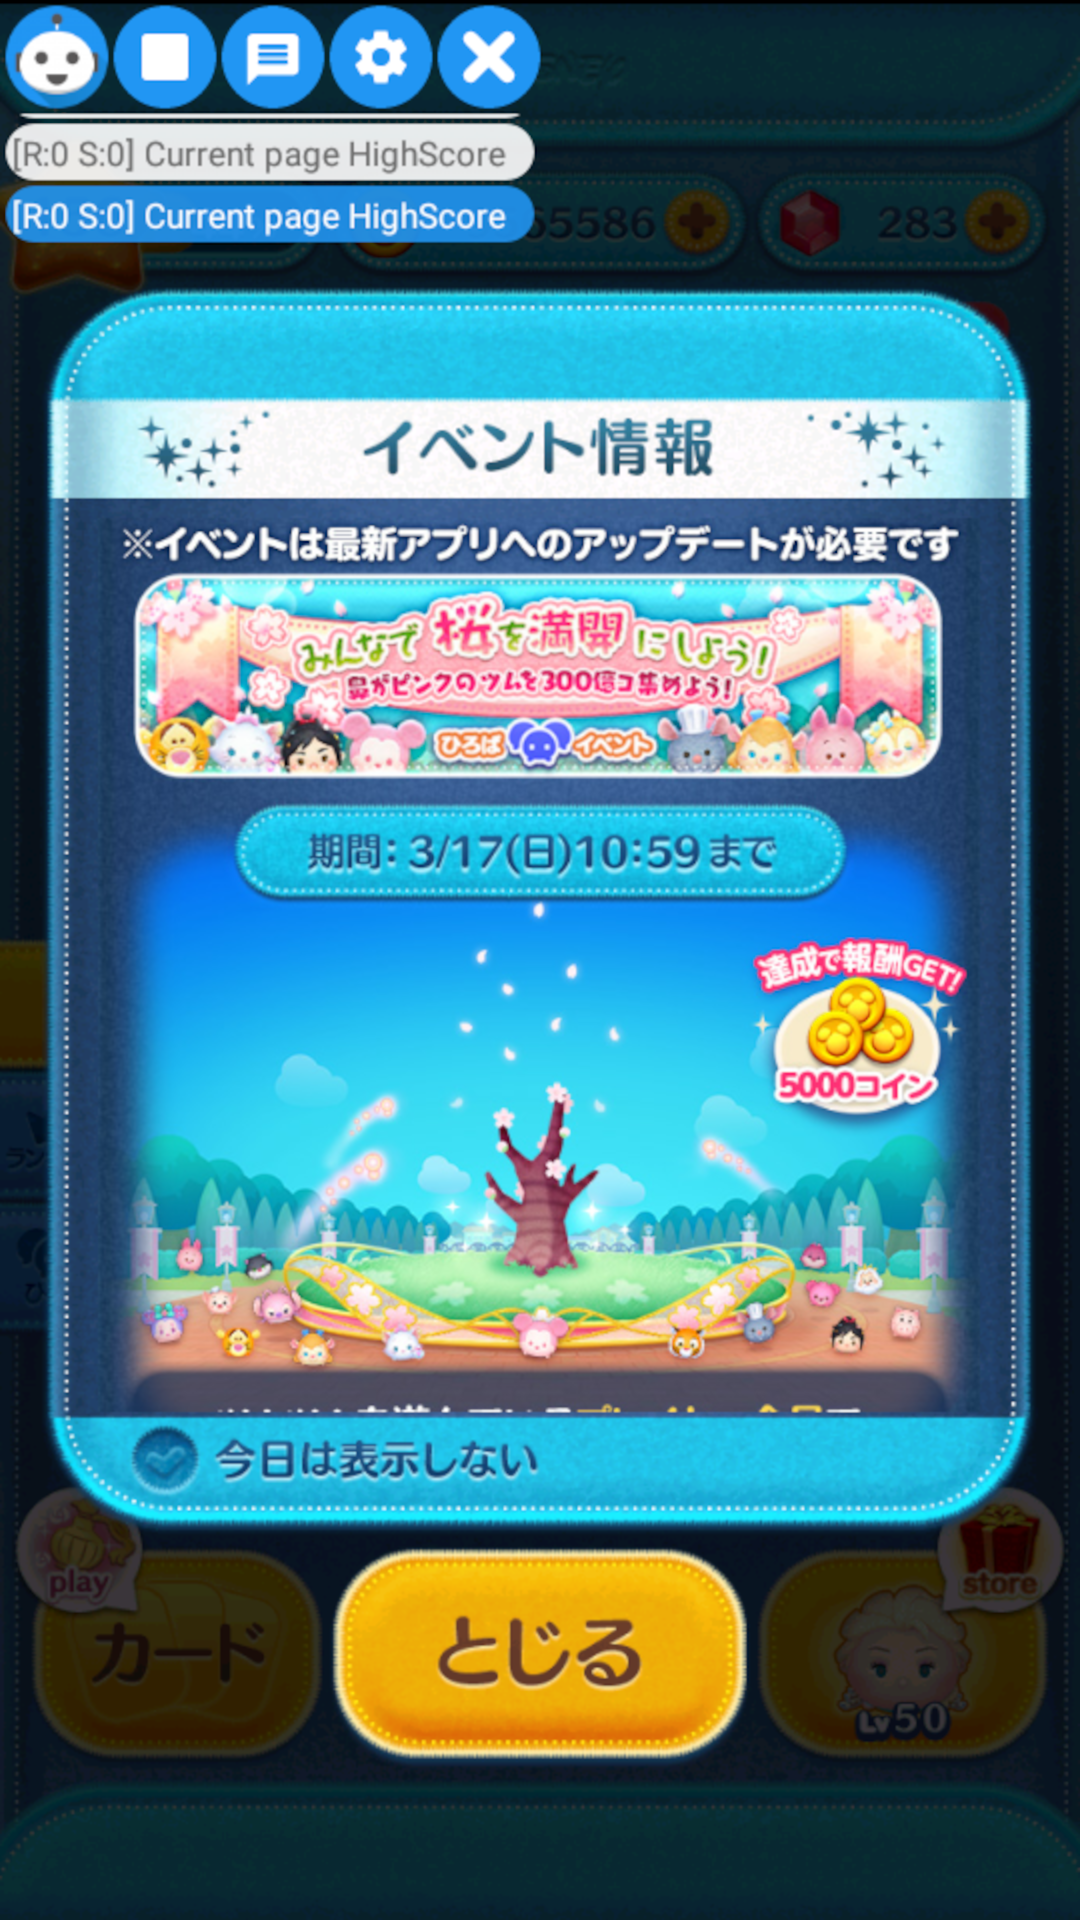 [R:0 S:0] Current page HighScore
[R:0 S:0] Current page HighScore
65586
283
イベント情報
※イベントは最新アプリへのアップデートが必要です
みんなで桜を満開にしよう!
鼻がピンクのツムを300億コ集めよう!
ひろば イベント
期間:3/17(日)10:59まで
達成で報酬GET!
5000コイン
今日は表示しない
play
store
カード
とじる
Lv50